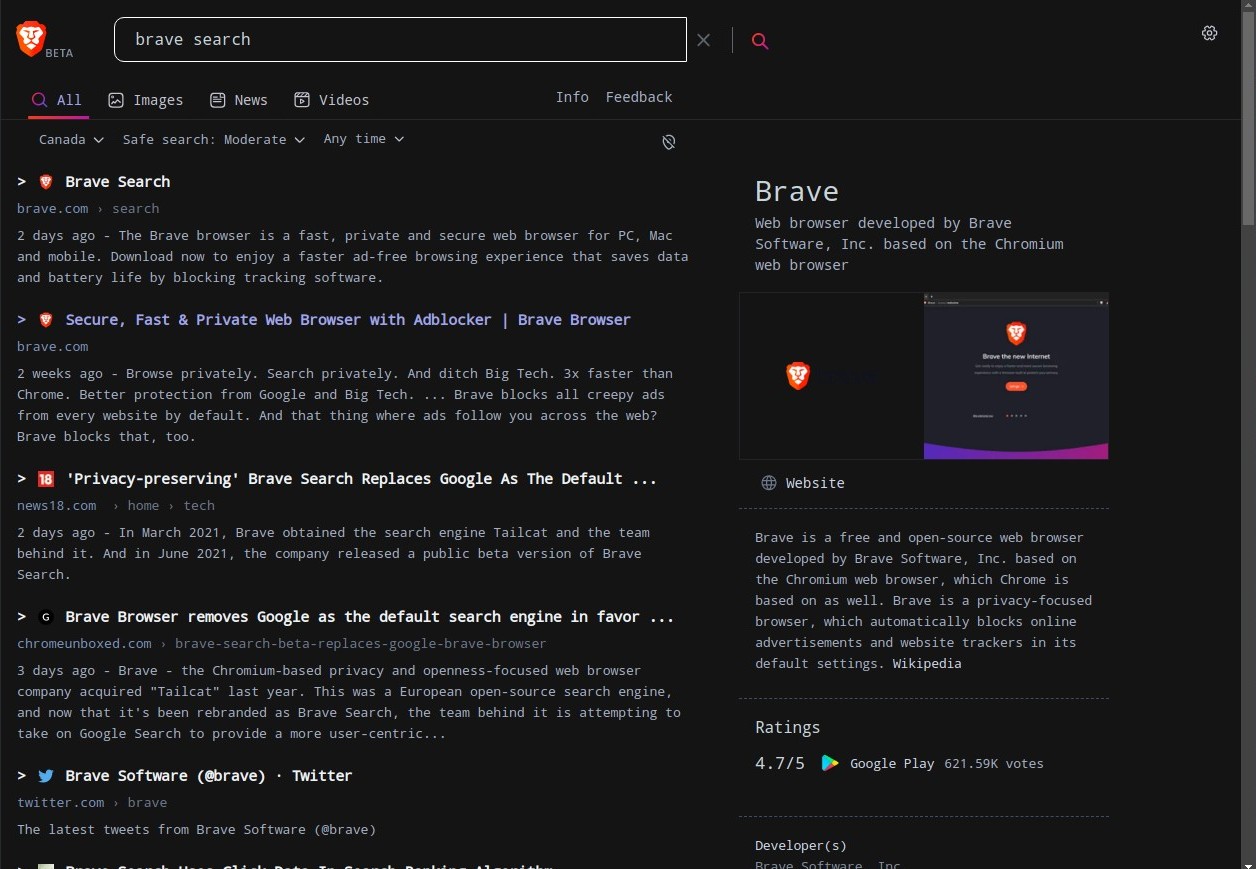 BETA
brave search
All Images News Videos
Info Feedback
Canada Safe search: Moderate Any time
> Brave Search
brave.com › search
2 days ago - The Brave browser is a fast, private and secure web browser for PC, Mac
and mobile. Download now to enjoy a faster ad-free browsing experience that saves data
and battery life by blocking tracking software.
> Secure, Fast & Private Web Browser with Adblocker | Brave Browser
brave.com
2 weeks ago - Browse privately. Search privately. And ditch Big Tech. 3x faster than
Chrome. Better protection from Google and Big Tech. ... Brave blocks all creepy ads
from every website by default. And that thing where ads follow you across the web?
Brave blocks that, too.
> 18 'Privacy-preserving' Brave Search Replaces Google As The Default ...
news18.com › home › tech
2 days ago - In March 2021, Brave obtained the search engine Tailcat and the team
behind it. And in June 2021, the company released a public beta version of Brave
Search.
> G Brave Browser removes Google as the default search engine in favor ...
chromeunboxed.com › brave-search-beta-replaces-google-brave-browser
3 days ago - Brave - the Chromium-based privacy and openness-focused web browser
company acquired "Tailcat" last year. This was a European open-source search engine,
and now that it's been rebranded as Brave Search, the team behind it is attempting to
take on Google Search to provide a more user-centric...
> Brave Software (@brave) · Twitter
twitter.com › brave
The latest tweets from Brave Software (@brave)
> Brave Search Uses Click Data In Search Ranking Algorithm
Brave
Web browser developed by Brave
Software, Inc. based on the Chromium
web browser
Brave the new Internet
Website
Brave is a free and open-source web browser
developed by Brave Software, Inc. based on
the Chromium web browser, which Chrome is
based on as well. Brave is a privacy-focused
browser, which automatically blocks online
advertisements and website trackers in its
default settings. Wikipedia
Ratings
4.7/5 Google Play 621.59K votes
Developer(s)
Brave Software, Inc